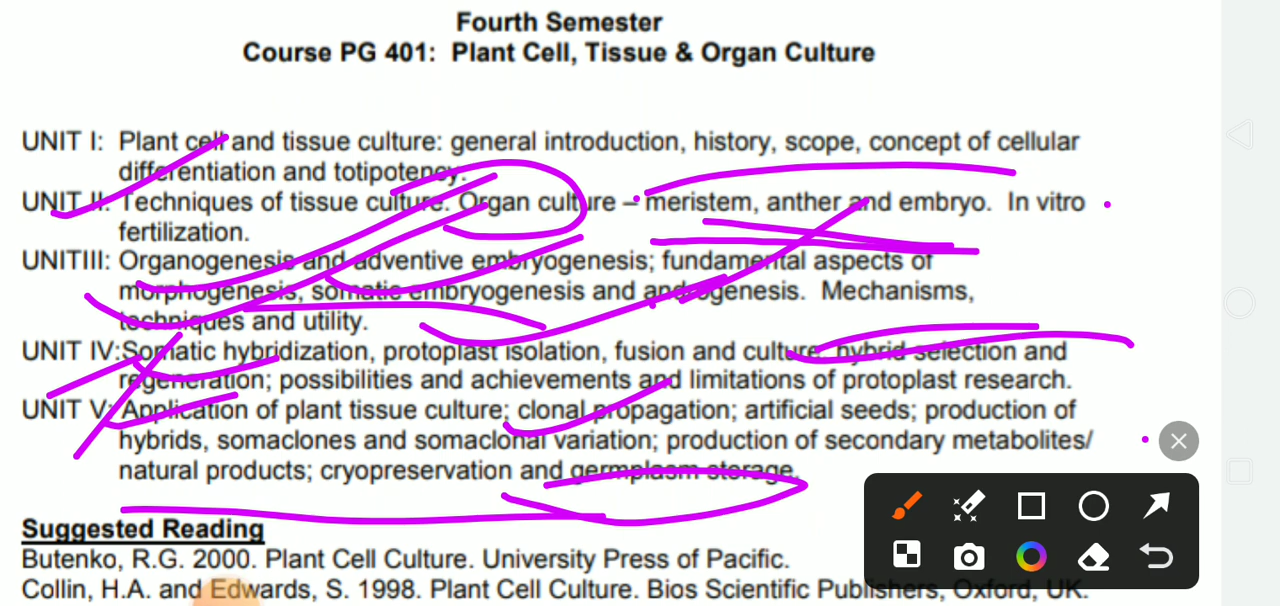 Fourth Semester
Course PG 401: Plant Cell, Tissue & Organ Culture
UNIT I: Plant cell and tissue culture: general introduction, history, scope, concept of cellular
differentiation and totipotency.
UNIT II: Techniques of tissue culture. Organ culture – meristem, anther and embryo. In vitro
fertilization.
UNITIII: Organogenesis and adventive embryogenesis; fundamental aspects of
morphogenesis, somatic embryogenesis and androgenesis. Mechanisms,
techniques and utility.
UNIT IV:Somatic hybridization, protoplast isolation, fusion and culture, hybrid selection and
regeneration; possibilities and achievements and limitations of protoplast research.
UNIT V: Application of plant tissue culture; clonal propagation; artificial seeds; production of
hybrids, somaclones and somaclonal variation; production of secondary metabolites/
natural products; cryopreservation and germplasm storage.
Suggested Reading
Butenko, R.G. 2000. Plant Cell Culture. University Press of Pacific.
Collin, H.A. and Edwards, S. 1998. Plant Cell Culture. Bios Scientific Publishers, Oxford, UK.